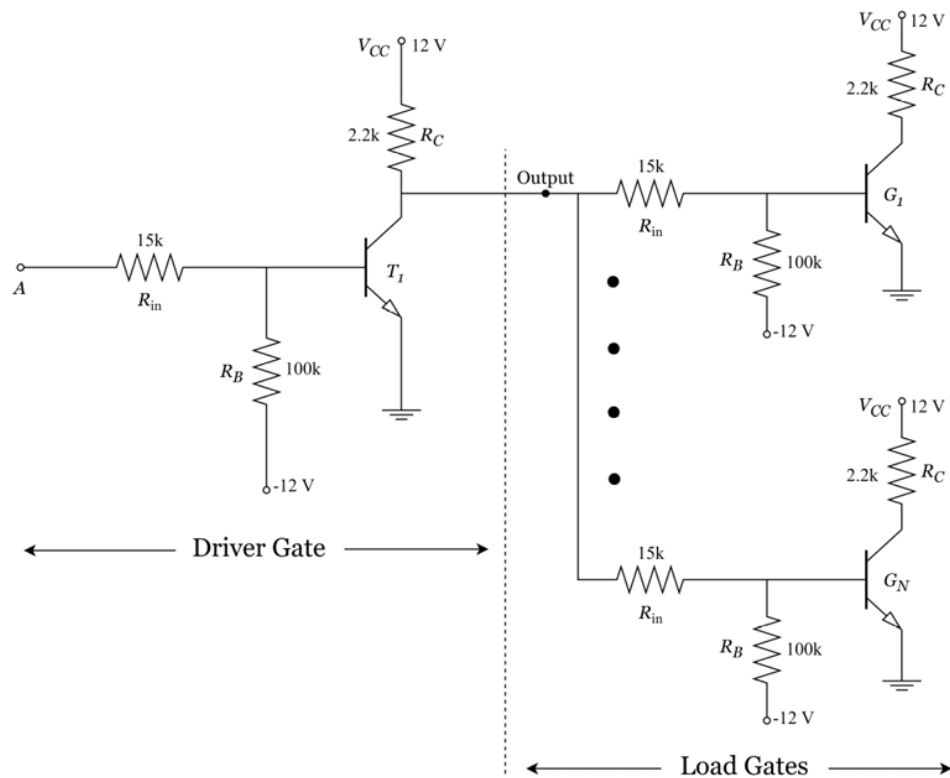 V_CC 12 V
2.2k R_C
15k
A
R_in
T_1
R_B 100k
-12 V
Driver Gate
Output
V_CC 12 V
2.2k R_C
15k
R_in
G_1
R_B 100k
-12 V
V_CC 12 V
2.2k R_C
15k
R_in
G_N
R_B 100k
-12 V
Load Gates